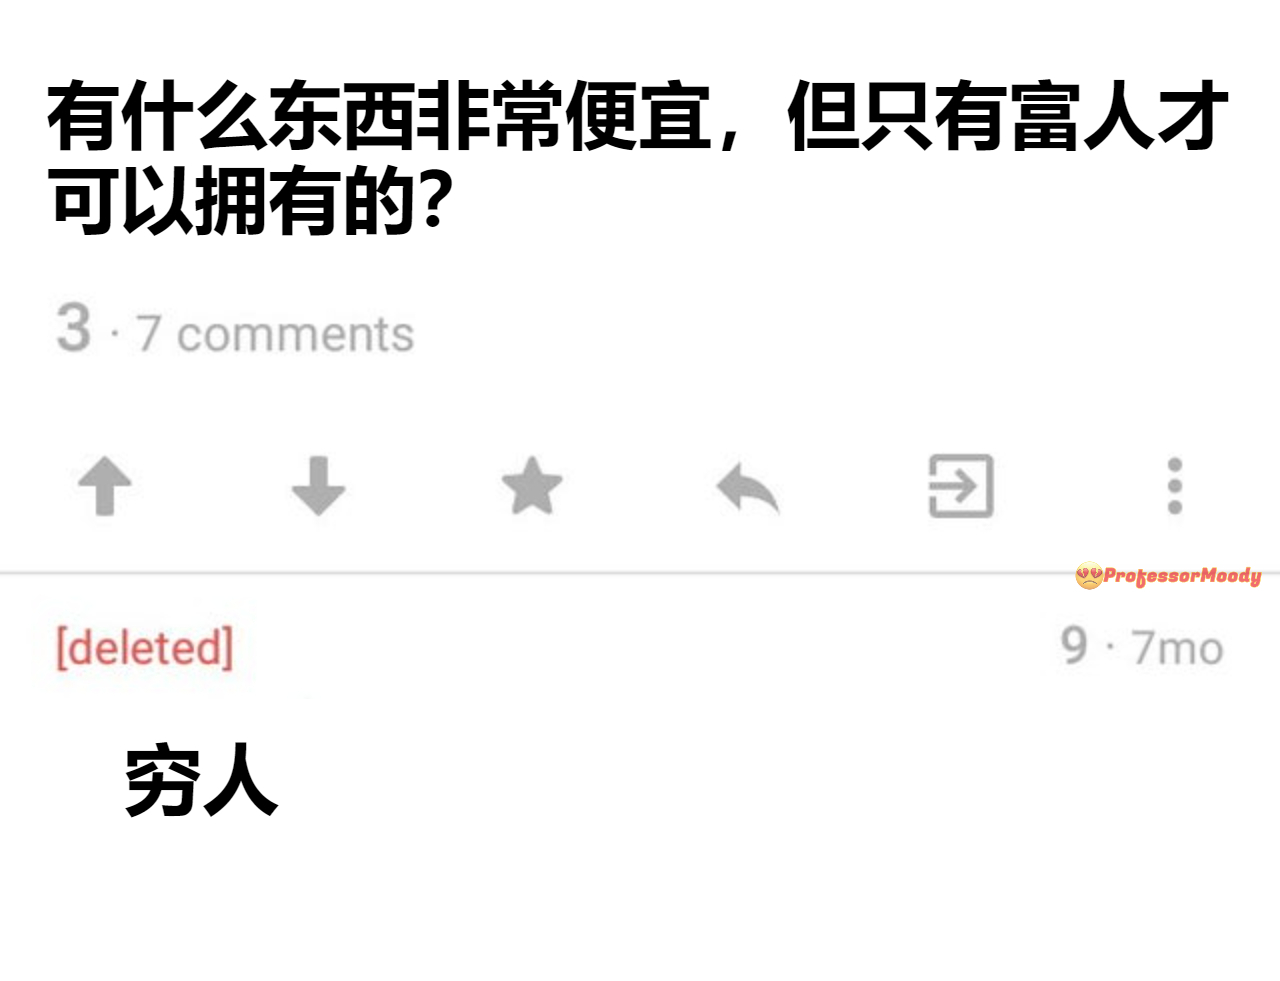 有什么东西非常便宜，但只有富人才
可以拥有的？
3 · 7 comments
ProfessorMoody
[deleted]
9 · 7mo
穷人